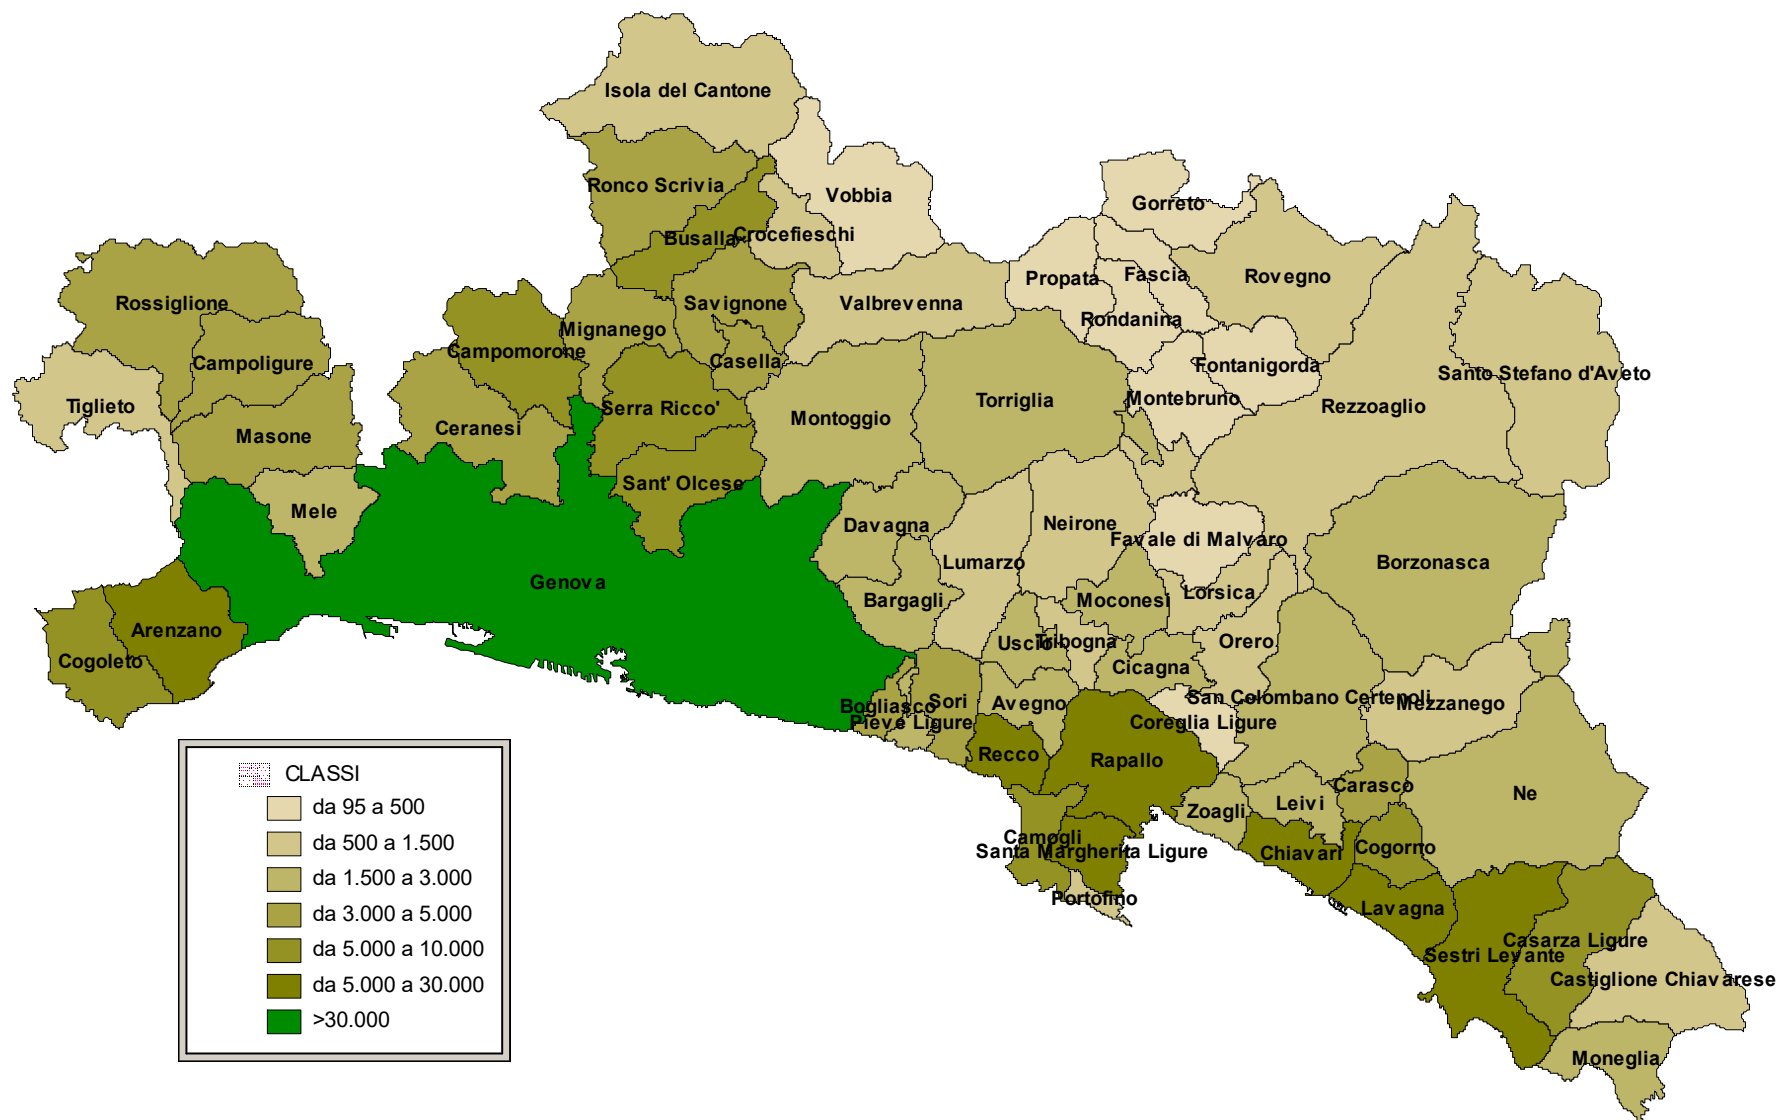 Isola del Cantone
Ronco Scrivia
Vobbia
Gorreto
Busalla
Crocefieschi
Rossiglione
Savignone
Valbrevenna
Propata
Fascia
Rovegno
Mignanego
Rondanina
Campoligure
Campomorone
Casella
Fontanigorda
Santo Stefano d'Aveto
Tiglieto
Serra Ricco'
Montoggio
Torriglia
Montebruno
Rezzoaglio
Masone
Ceranesi
Sant' Olcese
Mele
Davagna
Neirone
Favale di Malvaro
Genova
Lumarzo
Borzonasca
Bargagli
Moconesi
Lorsica
Arenzano
Uscio
Tribogna
Orero
Cogoleto
Cicagna
Bogliasco
Sori
Avegno
San Colombano Certenoli
Mezzanego
Pieve Ligure
Coreglia Ligure
Recco
Rapallo
Carasco
Ne
Zoagli
Leivi
Camogli
Santa Margherita Ligure
Chiavari
Cogorno
Portofino
Lavagna
Casarza Ligure
Sestri Levante
Castiglione Chiavarese
Moneglia
CLASSI
da 95 a 500
da 500 a 1.500
da 1.500 a 3.000
da 3.000 a 5.000
da 5.000 a 10.000
da 5.000 a 30.000
>30.000